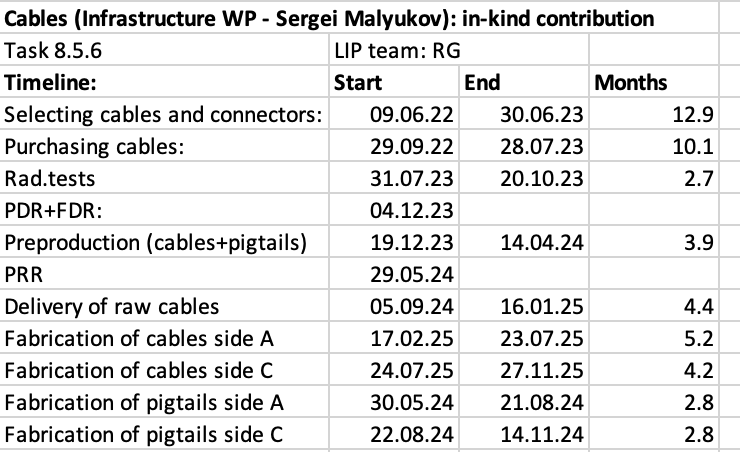 Cables (Infrastructure WP - Sergei Malyukov): in-kind contribution
Task 8.5.6 LIP team: RG
Timeline: Start End Months
Selecting cables and connectors: 09.06.22 30.06.23 12.9
Purchasing cables: 29.09.22 28.07.23 10.1
Rad.tests 31.07.23 20.10.23 2.7
PDR+FDR: 04.12.23
Preproduction (cables+pigtails) 19.12.23 14.04.24 3.9
PRR 29.05.24
Delivery of raw cables 05.09.24 16.01.25 4.4
Fabrication of cables side A 17.02.25 23.07.25 5.2
Fabrication of cables side C 24.07.25 27.11.25 4.2
Fabrication of pigtails side A 30.05.24 21.08.24 2.8
Fabrication of pigtails side C 22.08.24 14.11.24 2.8